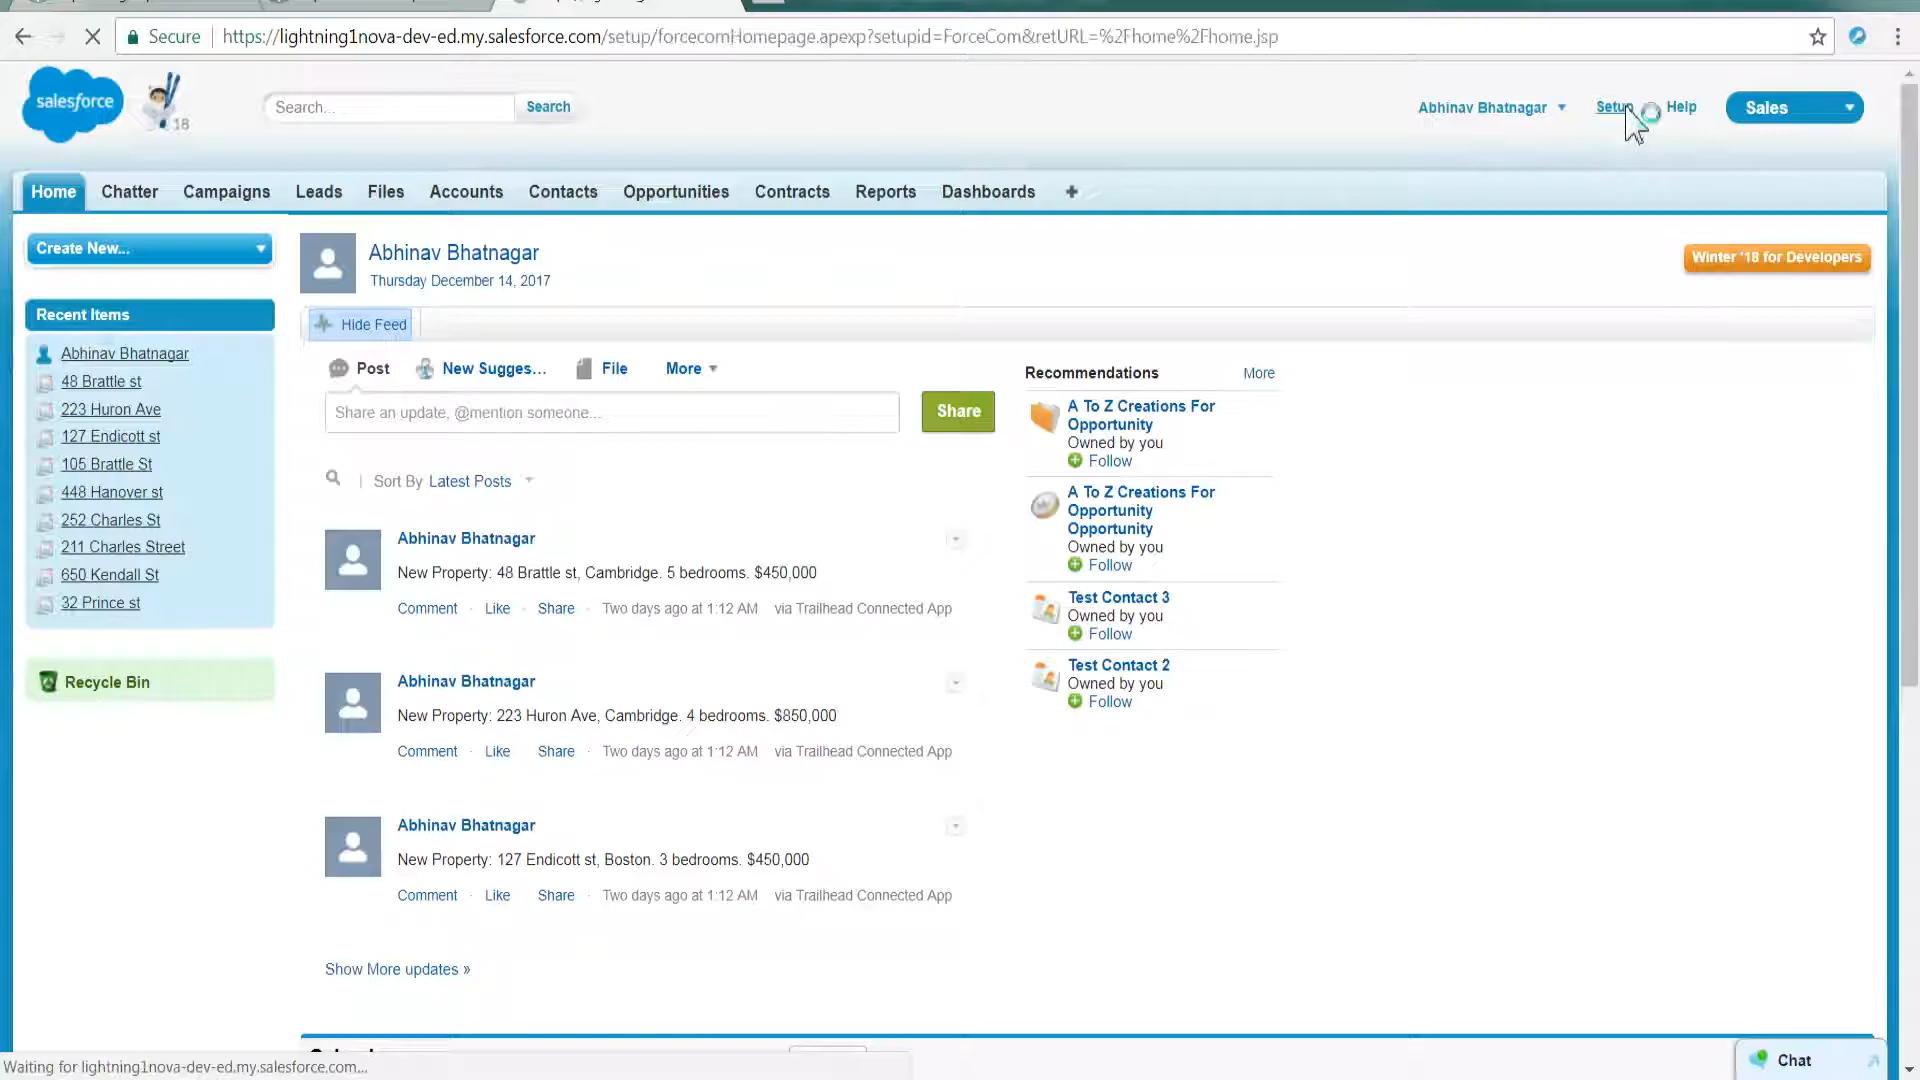 Secure
https://lightning1nova-dev-ed.my.salesforce.com/setup/forcecomHomepage.apexp?setupid=ForceCom&retURL=%2Fhome%2Fhome.jsp
salesforce
18
Search...
Search
Abhinav Bhatnagar
Setup
Help
Sales
Home
Chatter
Campaigns
Leads
Files
Accounts
Contacts
Opportunities
Contracts
Reports
Dashboards
Create New...
Recent Items
Abhinav Bhatnagar
48 Brattle st
223 Huron Ave
127 Endicott st
105 Brattle St
448 Hanover st
252 Charles St
211 Charles Street
650 Kendall St
32 Prince st
Recycle Bin
Abhinav Bhatnagar
Thursday December 14, 2017
Winter '18 for Developers
Hide Feed
Post
New Sugges...
File
More
Share an update, @mention someone...
Share
Sort By Latest Posts
Abhinav Bhatnagar
New Property: 48 Brattle st, Cambridge. 5 bedrooms. $450,000
Comment · Like · Share · Two days ago at 1:12 AM via Trailhead Connected App
Abhinav Bhatnagar
New Property: 223 Huron Ave, Cambridge. 4 bedrooms. $850,000
Comment · Like Share · Two days ago at 1:12 AM via Trailhead Connected App
Abhinav Bhatnagar
New Property: 127 Endicott st, Boston. 3 bedrooms. $450,000
Comment · Like Share · Two days ago at 1:12 AM via Trailhead Connected App
Show More updates »
Recommendations
More
A To Z Creations For
Opportunity
Owned by you
Follow
A To Z Creations For
Opportunity
Opportunity
Owned by you
Follow
Test Contact 3
Owned by you
Follow
Test Contact 2
Owned by you
Follow
Waiting for lightning1nova-dev-ed.my.salesforce.com...
Chat